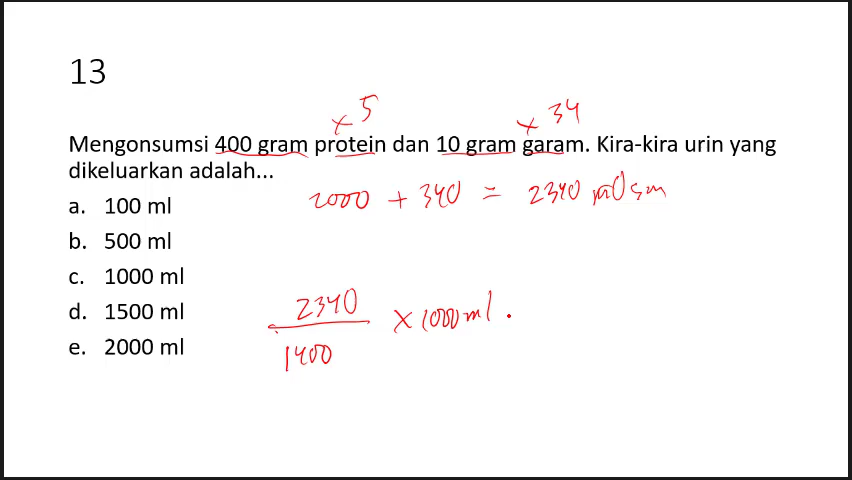 13
× 5 × 34
Mengonsumsi 400 gram protein dan 10 gram garam. Kira-kira urin yang
dikeluarkan adalah...
2000 + 340 = 2340 mOsm
a. 100 ml
b. 500 ml
c. 1000 ml
d. 1500 ml
e. 2000 ml
2340
× 1000 ml.
1400